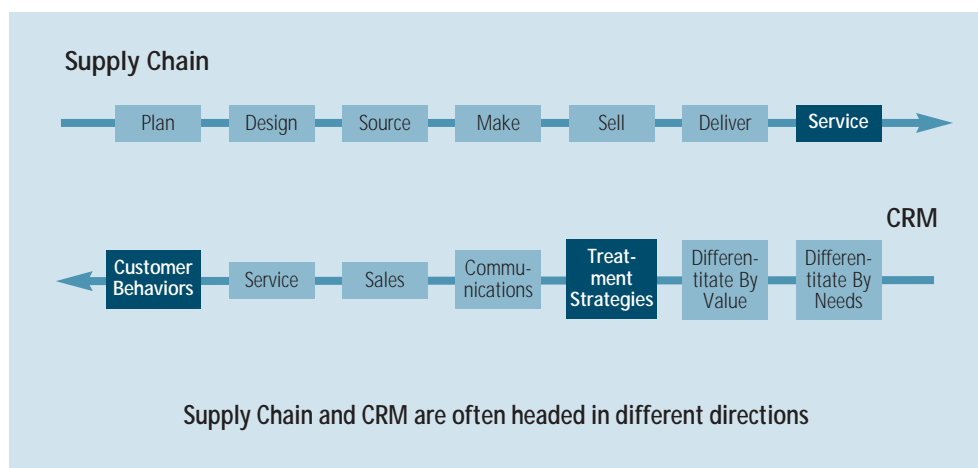 Supply Chain
Plan
Design
Source
Make
Sell
Deliver
Service
CRM
Customer
Behaviors
Service
Sales
Commu-
nications
Treat-
ment
Strategies
Differen-
titate By
Value
Differen-
titate By
Needs
Supply Chain and CRM are often headed in different directions